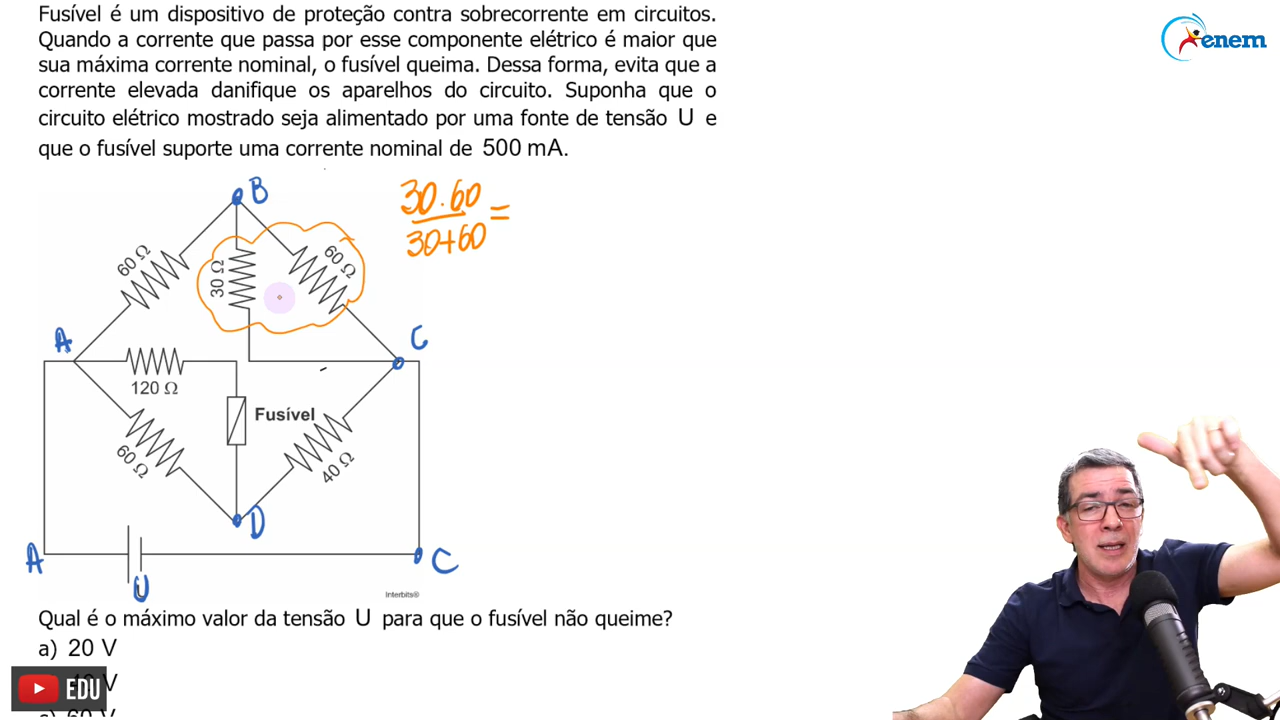 Fusível é um dispositivo de proteção contra sobrecorrente em circuitos.
Quando a corrente que passa por esse componente elétrico é maior que
sua máxima corrente nominal, o fusível queima. Dessa forma, evita que a
corrente elevada danifique os aparelhos do circuito. Suponha que o
circuito elétrico mostrado seja alimentado por uma fonte de tensão U e
que o fusível suporte uma corrente nominal de 500 mA.
enem
B
30.60
30+60
=
60 Ω
30 Ω
60 Ω
A
C
120 Ω
Fusível
60 Ω
40 Ω
D
A
C
U
Interbits®
Qual é o máximo valor da tensão U para que o fusível não queime?
a) 20 V
EDU
V